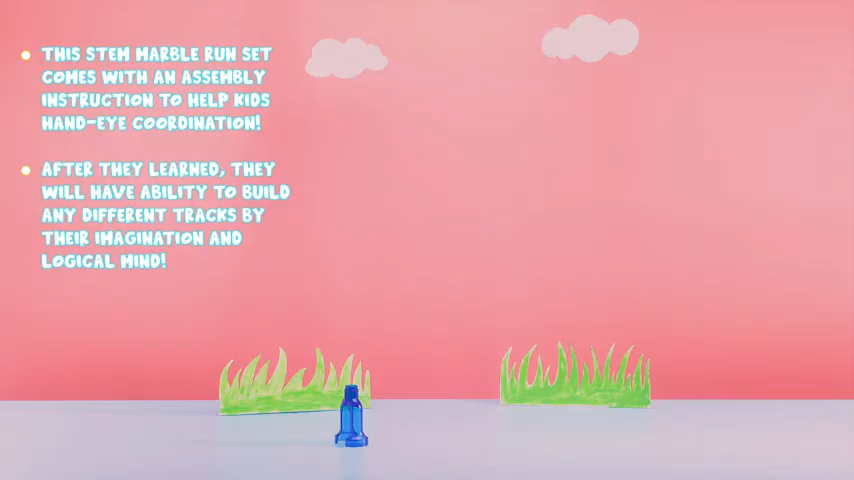 THIS STEM MARBLE RUN SET
COMES WITH AN ASSEMBLY
INSTRUCTION TO HELP KIDS
HAND-EYE COORDINATION!
AFTER THEY LEARNED, THEY
WILL HAVE ABILITY TO BUILD
ANY DIFFERENT TRACKS BY
THEIR IMAGINATION AND
LOGICAL MIND!